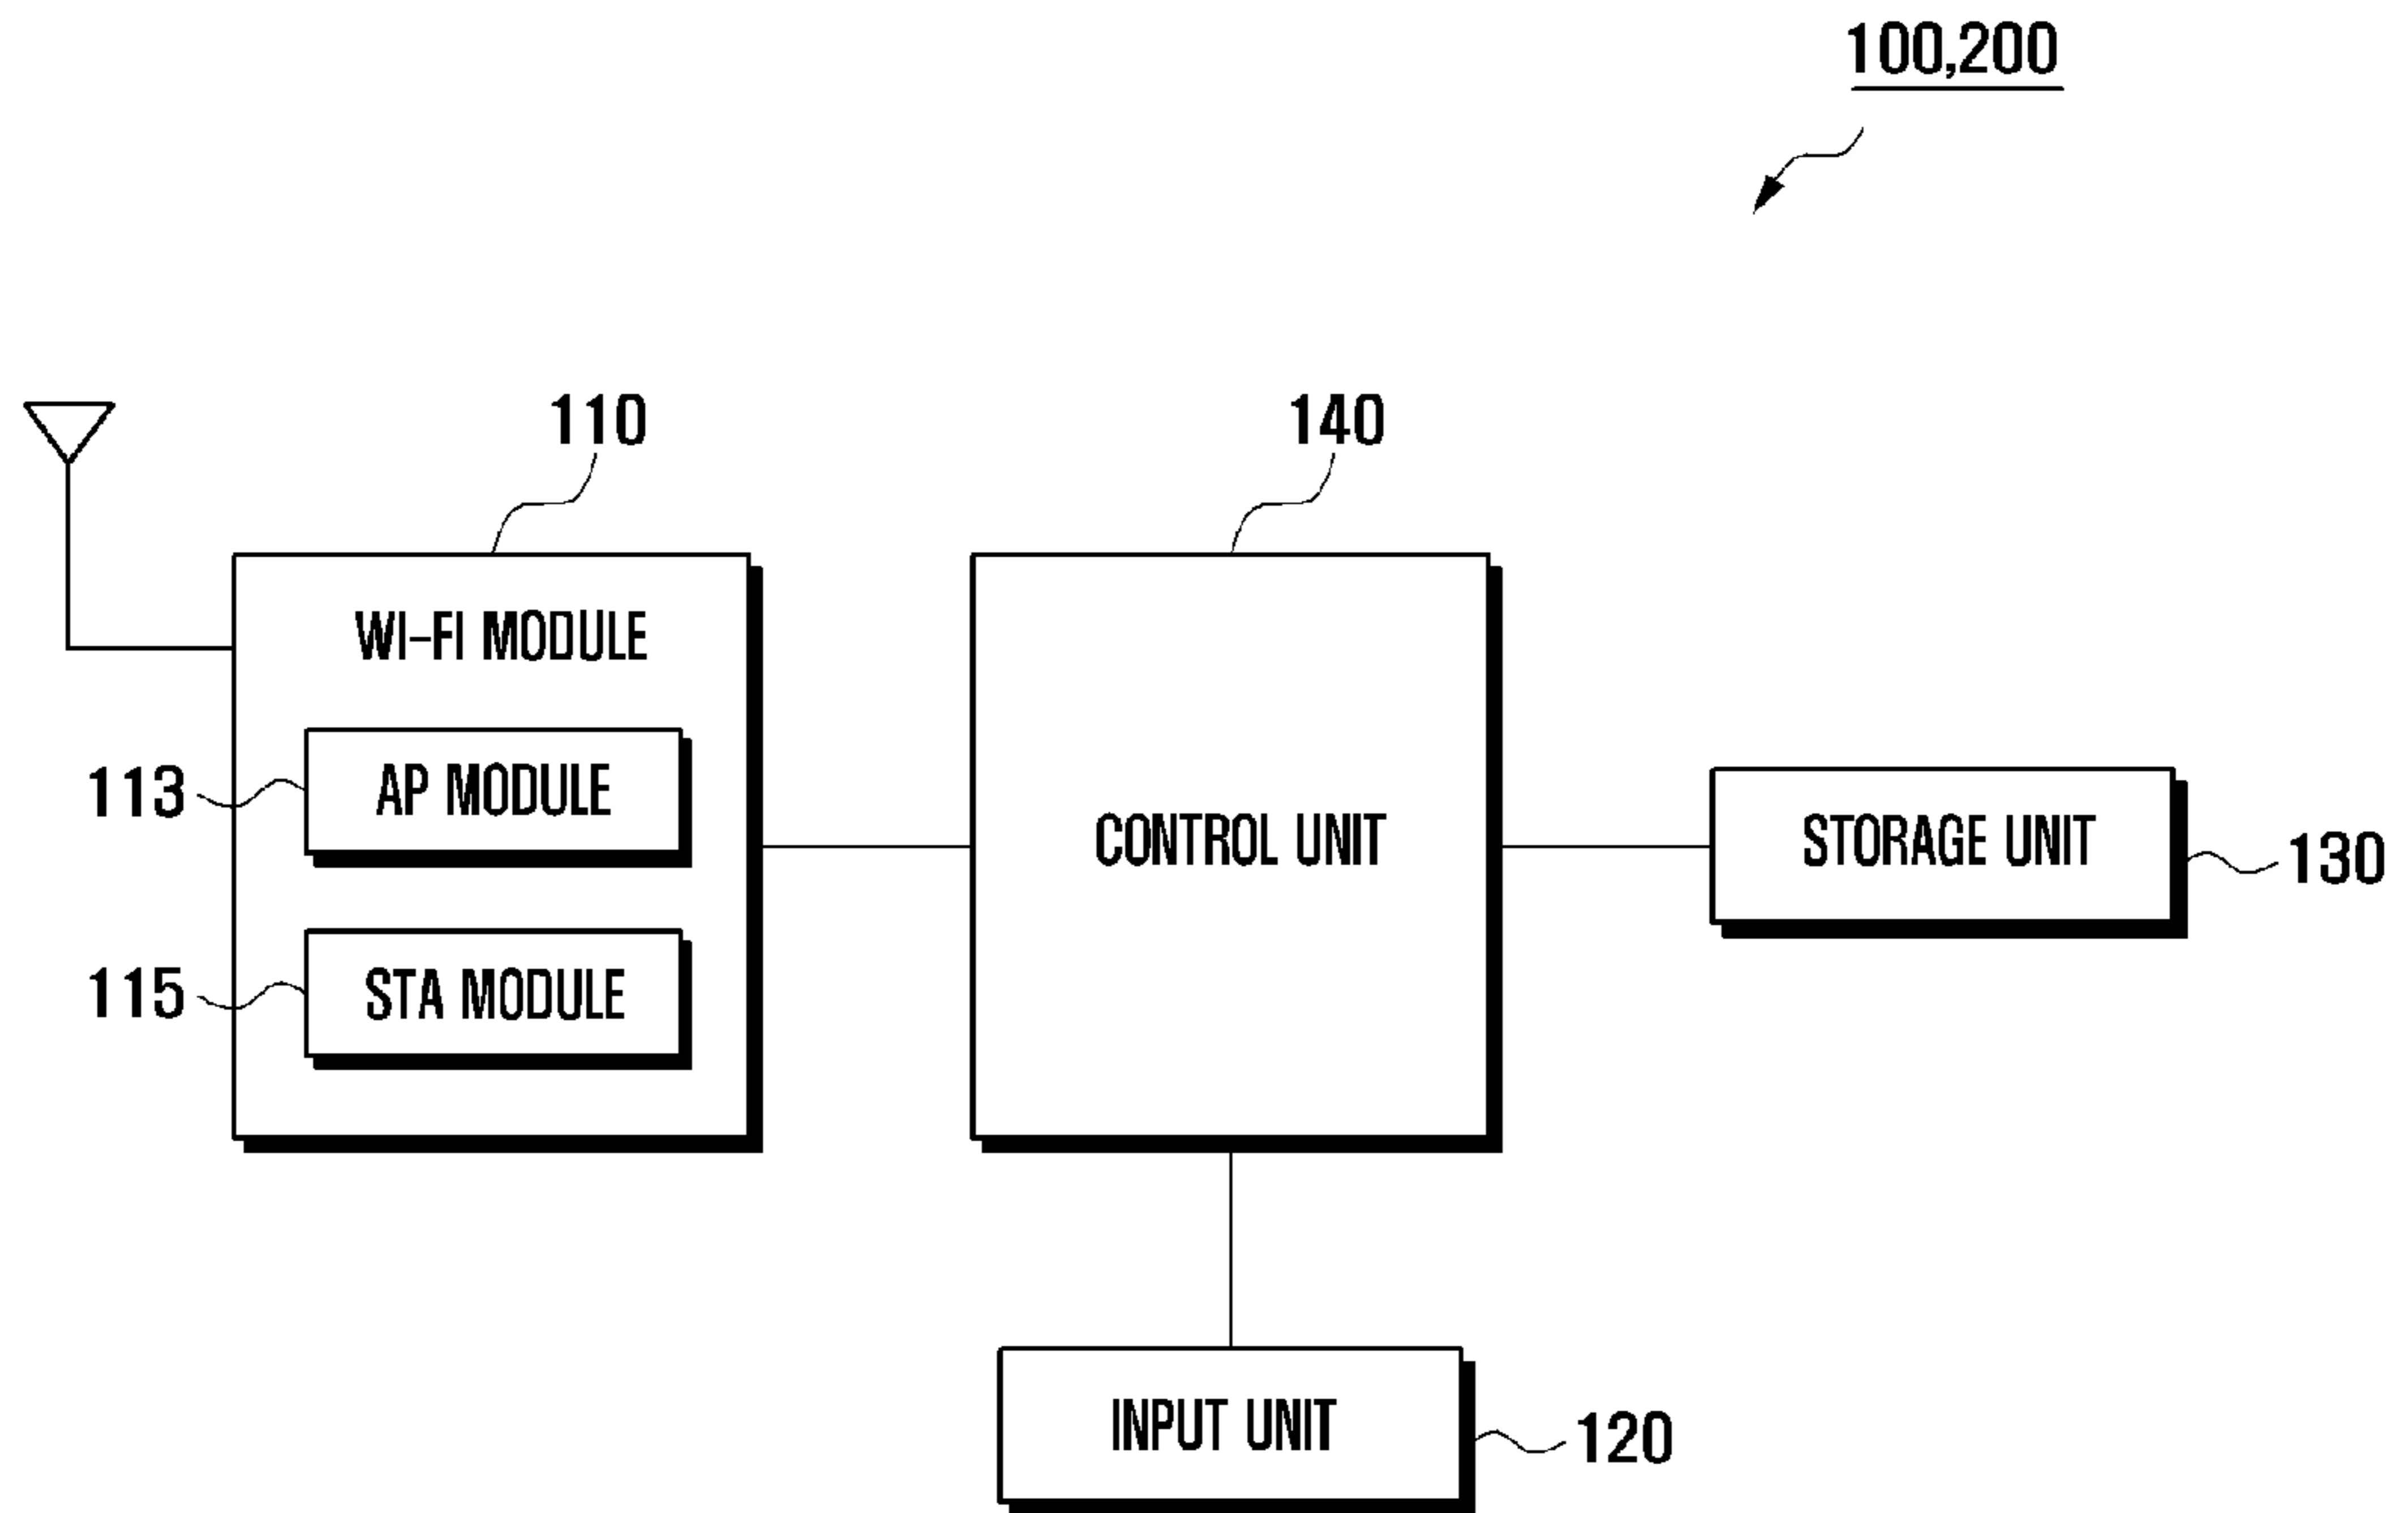 100,200
110
140
WI-FI MODULE
113
AP MODULE
CONTROL UNIT
STORAGE UNIT
130
115
STA MODULE
INPUT UNIT
120